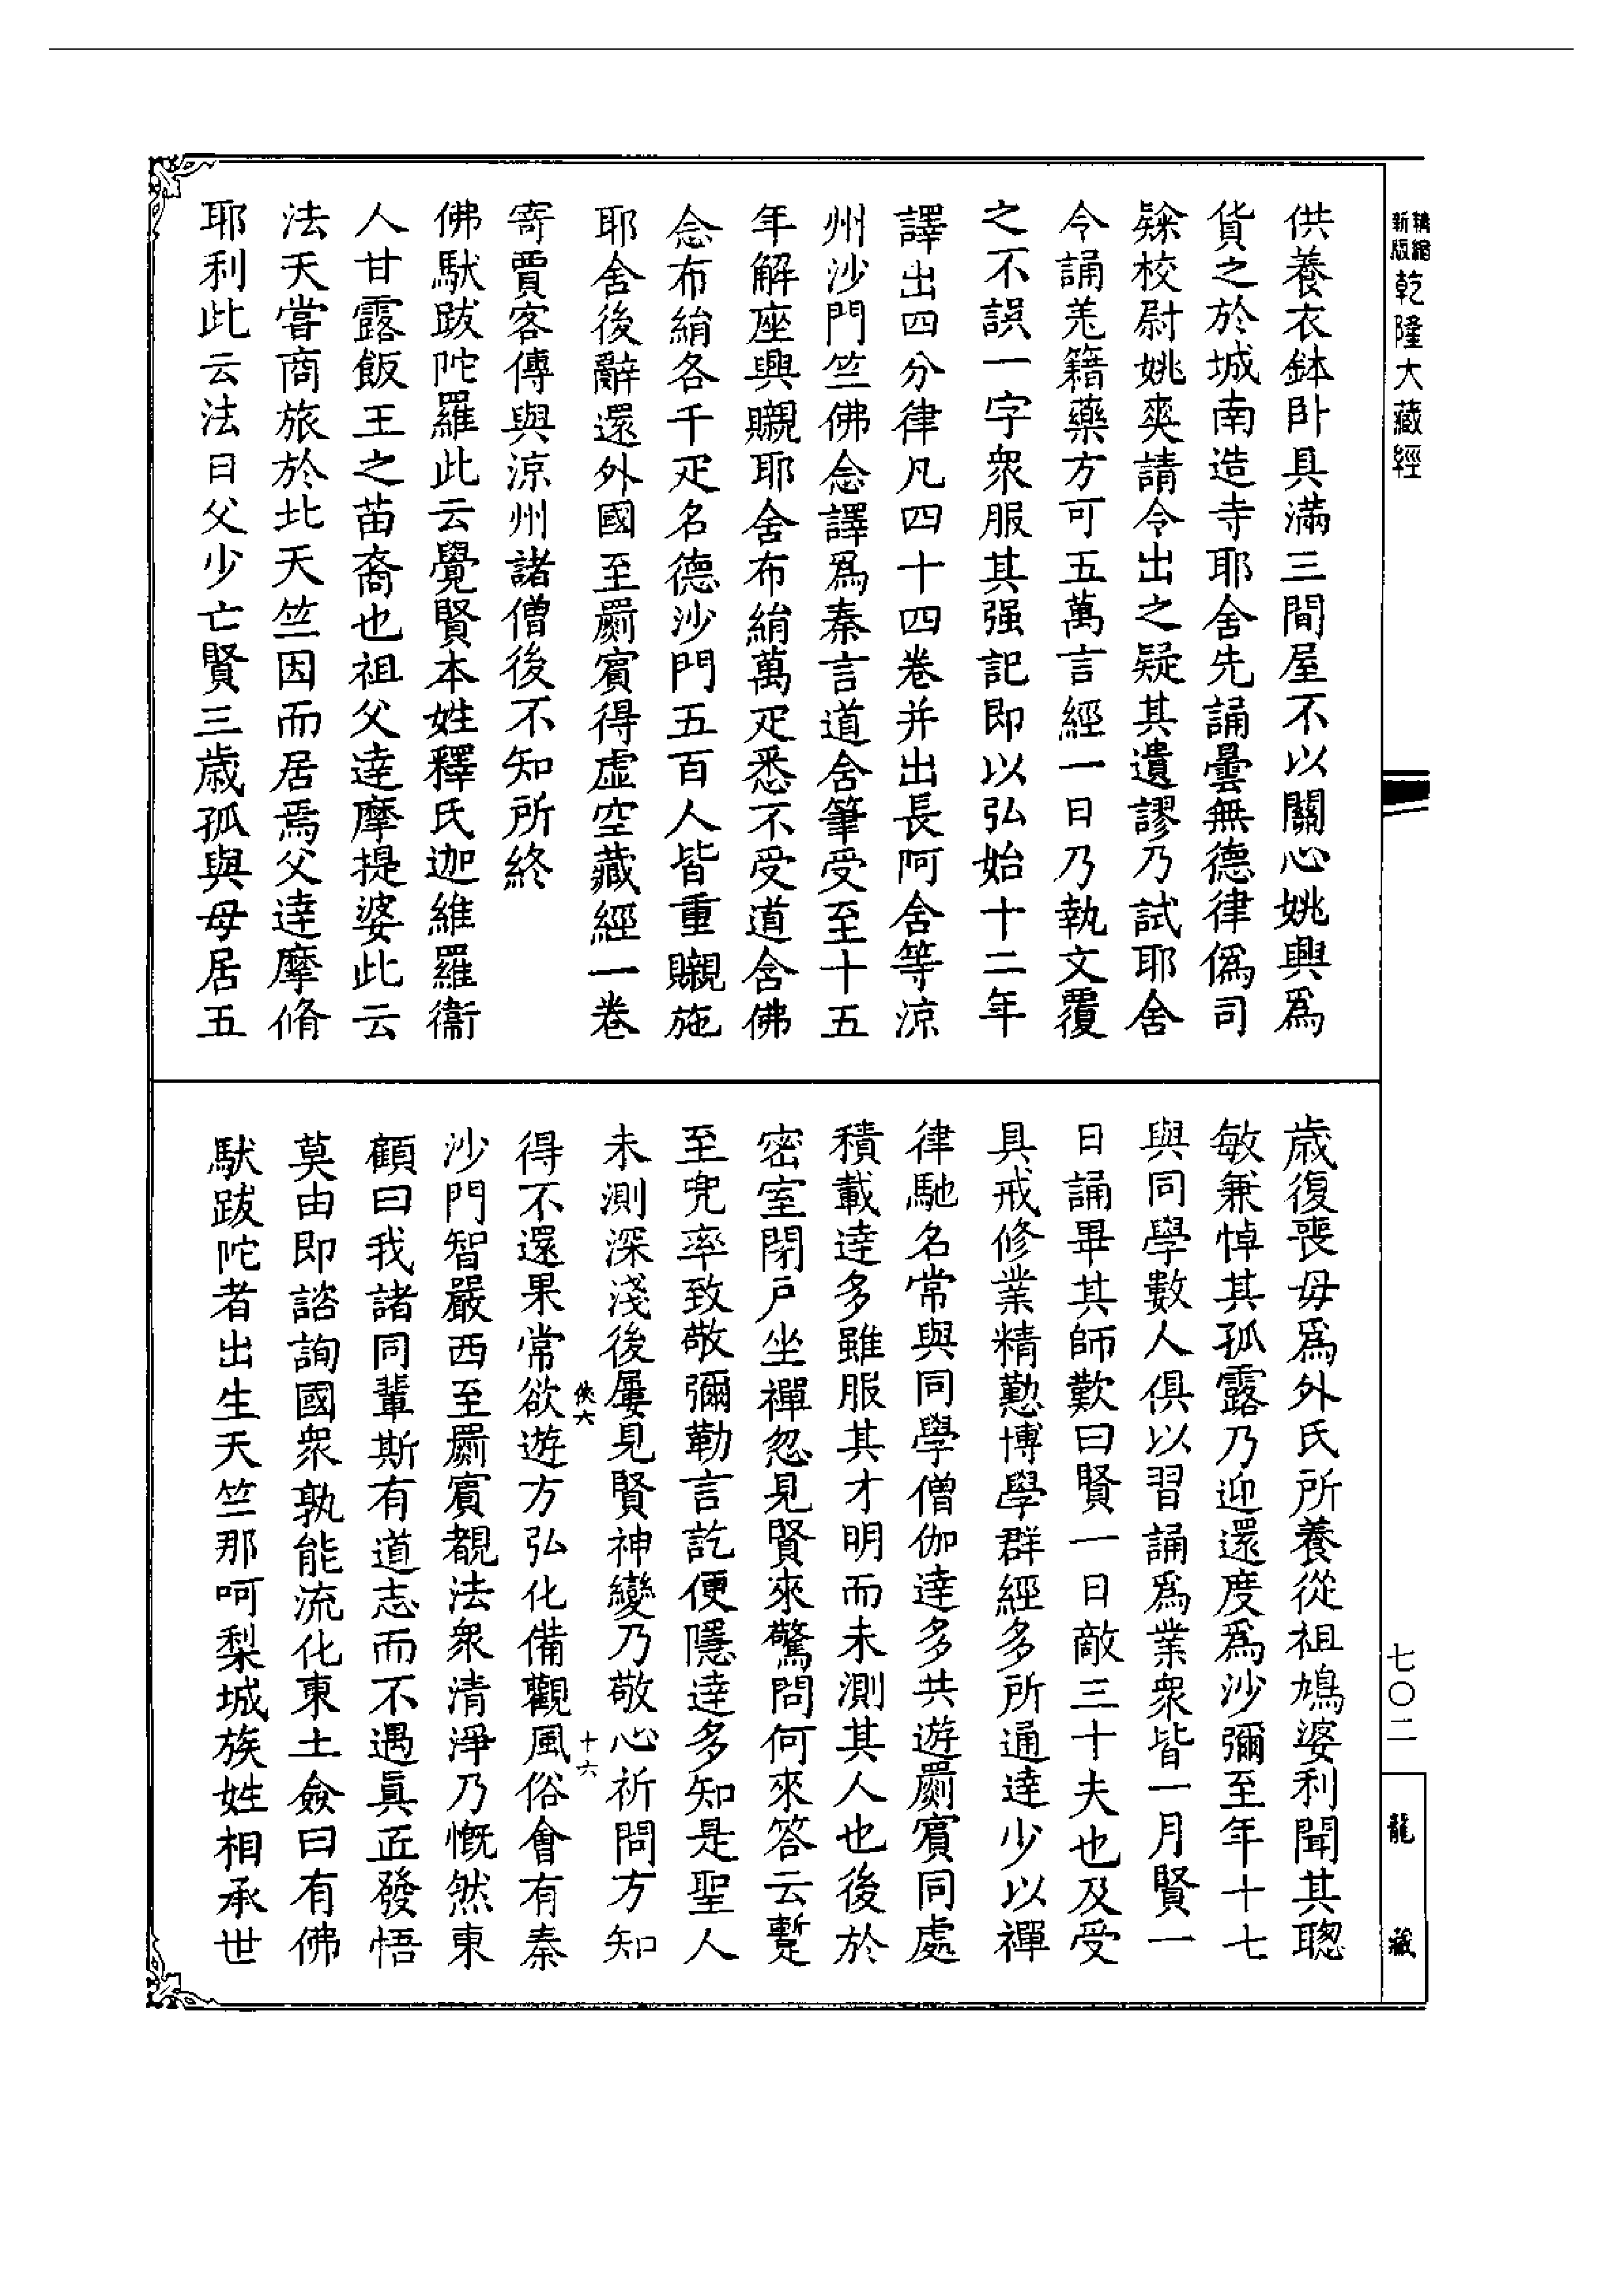 新版縮輯乾隆大藏經
供養衣鉢卧具滿三間屋不以關心姚興爲
貨之於城南造寺耶舍先誦曇無德律僞司
𨽻校尉姚爽請令出之疑其遺謬乃試耶舍
令誦羌籍藥方可五萬言經一日乃執文覆
之不誤一字衆服其强記即以弘始十二年
譯出四分律凡四十四卷并出長阿含等涼
州沙門竺佛念譯爲秦言道含筆受至十五
年解座興䞋耶舍布絹萬疋悉不受道含佛
念布絹各千疋名德沙門五百人皆重䞋施
耶舍後辭還外國至罽賓得虛空藏經一卷
寄賈客傳與涼州諸僧後不知所終
佛馱跋陀羅此云覺賢本姓釋氏迦維羅衞
人甘露飯王之苗裔也祖父達摩提婆此云
法天嘗商旅於北天竺因而居焉父達摩脩
耶利此云法日父少亡賢三歲孤與母居五
歲復喪母爲外氏所養從祖鳩婆利聞其聰
敏兼悼其孤露乃迎還度爲沙彌至年十七
與同學數人俱以習誦爲業衆皆一月賢一
日誦畢其師歎曰賢一日敵三十夫也及受
具戒修業精懃博學群經多所通達少以禪
律馳名常與同學僧伽達多共遊罽賓同處
積載達多雖服其才明而未測其人也後於
密室閉戶坐禪忽見賢來驚問何來答云暫
至兜率致敬彌勒言訖便隱達多知是聖人
未測深淺後屢見賢神變乃敬心祈問方知
俠六
十六
得不還果常欲遊方弘化備觀風俗會有秦
沙門智嚴西至罽賓覩法衆清淨乃慨然東
顧曰我諸同輩斯有道志而不遇眞匠發悟
莫由即諮詢國衆孰能流化東土僉曰有佛
馱跋陀者出生天竺那呵梨城族姓相承世
七〇二
龍藏